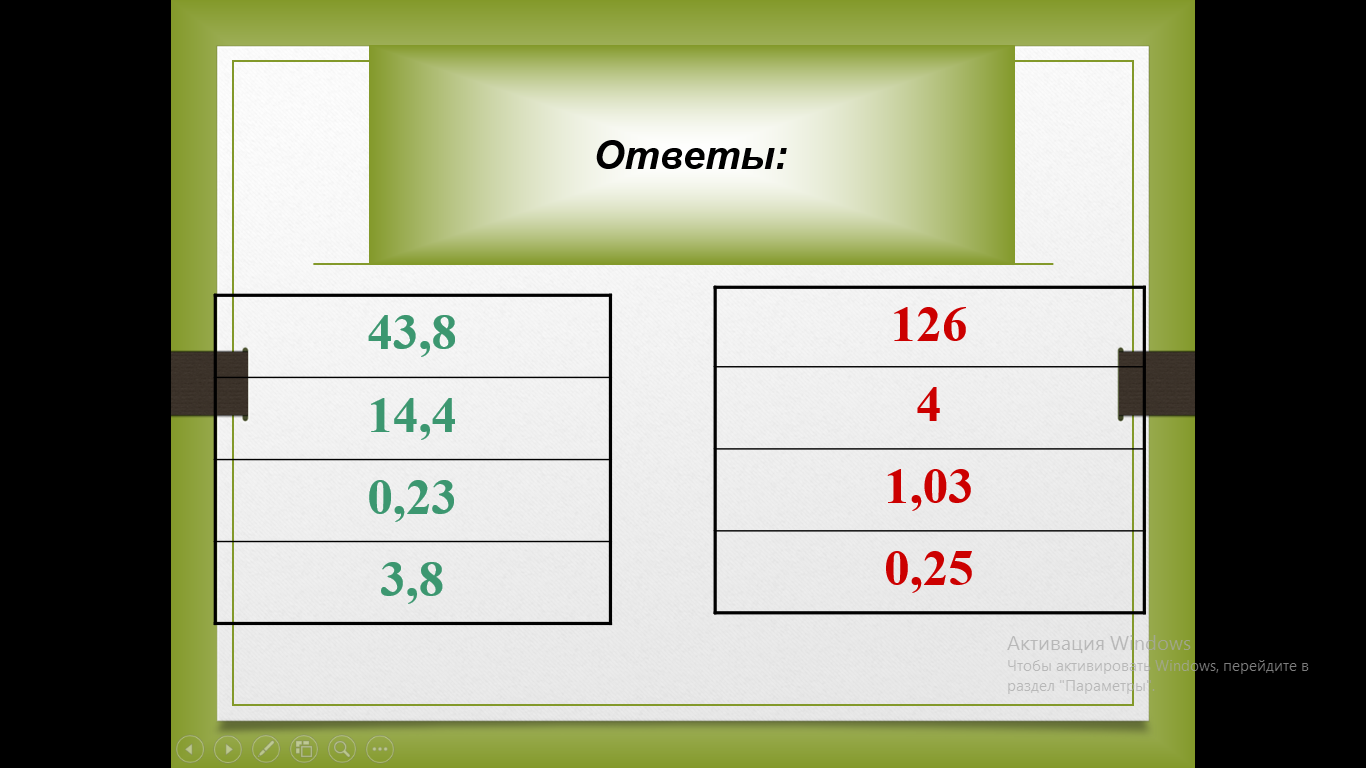 Ответы:
43,8
14,4
0,23
3,8
126
4
1,03
0,25
Активация Windows
Чтобы активировать Windows, перейдите в
раздел "Параметры".